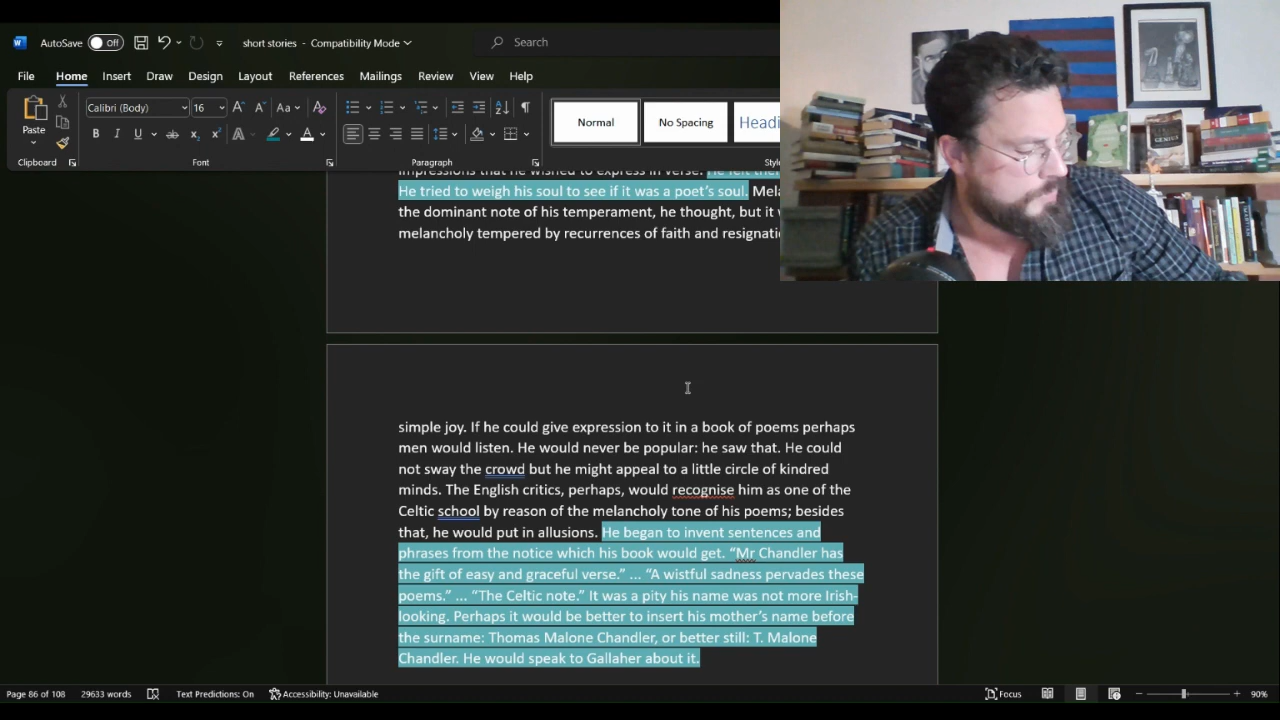 AutoSave Off short stories - Compatibility Mode Search
File Home Insert Draw Design Layout References Mailings Review View Help
Paste
Calibri (Body) 16
Normal
No Spacing
Headi
Clipboard Font Paragraph Style
impressions that he wished to express in verse.
He tried to weigh his soul to see if it was a poet's soul.
the dominant note of his temperament, he thought, but it
melancholy tempered by recurrences of faith and
simple joy. If he could give expression to it in a book of poems perhaps
men would listen. He would never be popular: he saw that. He could
not sway the crowd but he might appeal to a little circle of kindred
minds. The English critics, perhaps, would recognise him as one of the
Celtic school by reason of the melancholy tone of his poems; besides
that, he would put in allusions. He began to invent sentences and
phrases from the notice which his book would get. “Mr Chandler has
the gift of easy and graceful verse.” ... “A wistful sadness pervades these
poems.” ... “The Celtic note.” It was a pity his name was not more Irish-
looking. Perhaps it would be better to insert his mother’s name before
the surname: Thomas Malone Chandler, or better still: T. Malone
Chandler. He would speak to Gallaher about it.
Page 86 of 108 29633 words Text Predictions: On Accessibility: Unavailable Focus 90%